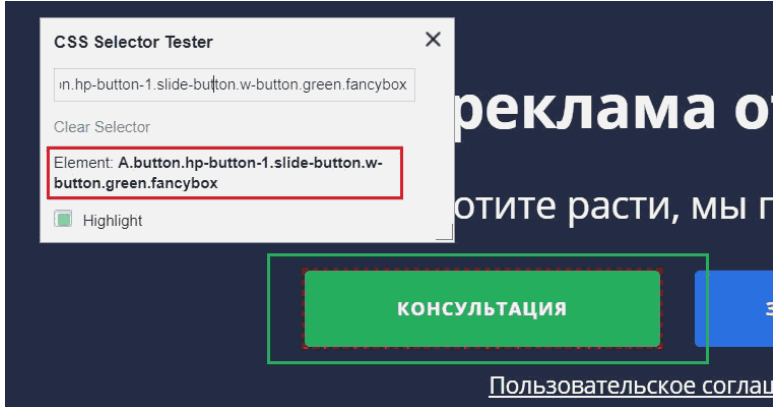 CSS Selector Tester
n.hp-button-1.slide-button.w-button.green.fancybox
Clear Selector
Element: A.button.hp-button-1.slide-button.w-
button.green.fancybox
Highlight
реклама о
отите расти, мы п
КОНСУЛЬТАЦИЯ
Пользовательское соглаш